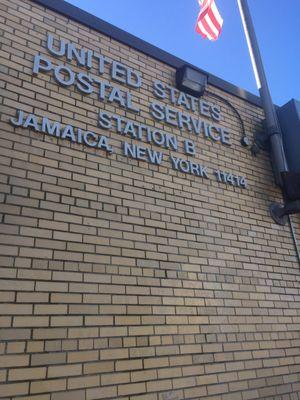 UNITED STATES
POSTAL SERVICE
STATION B
JAMAICA, NEW YORK 11414